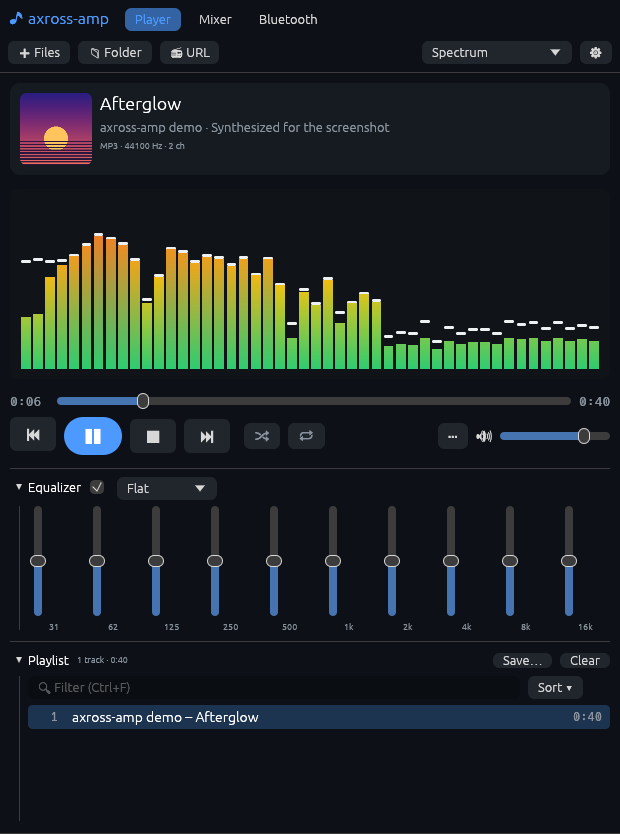 axross-amp Player Mixer Bluetooth
+ Files Folder URL Spectrum
Afterglow
axross-amp demo · Synthesized for the screenshot
MP3 · 44100 Hz · 2 ch
0:06 0:40
Equalizer Flat
31 62 125 250 500 1k 2k 4k 8k 16k
Playlist 1 track · 0:40 Save... Clear
Filter (Ctrl+F) Sort ▾
1 axross-amp demo – Afterglow 0:40